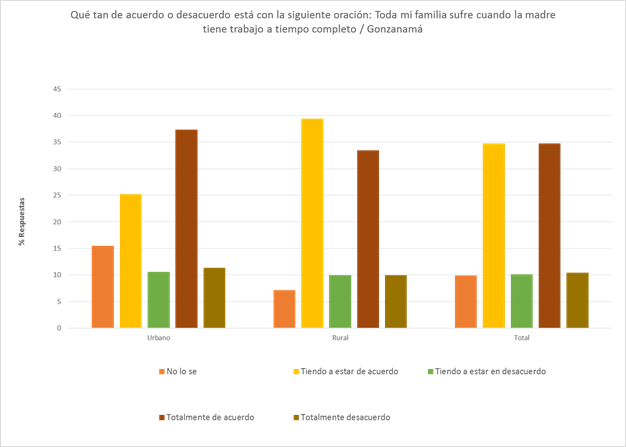 Qué tan de acuerdo o desacuerdo está con la siguiente oración: Toda mi familia sufre cuando la madre
tiene trabajo a tiempo completo / Gonzanamá
% Respuestas
45
40
35
30
25
20
15
10
5
0
Urbano Rural Total
No lo se Tiendo a estar de acuerdo Tiendo a estar en desacuerdo
Totalmente de acuerdo Totalmente desacuerdo